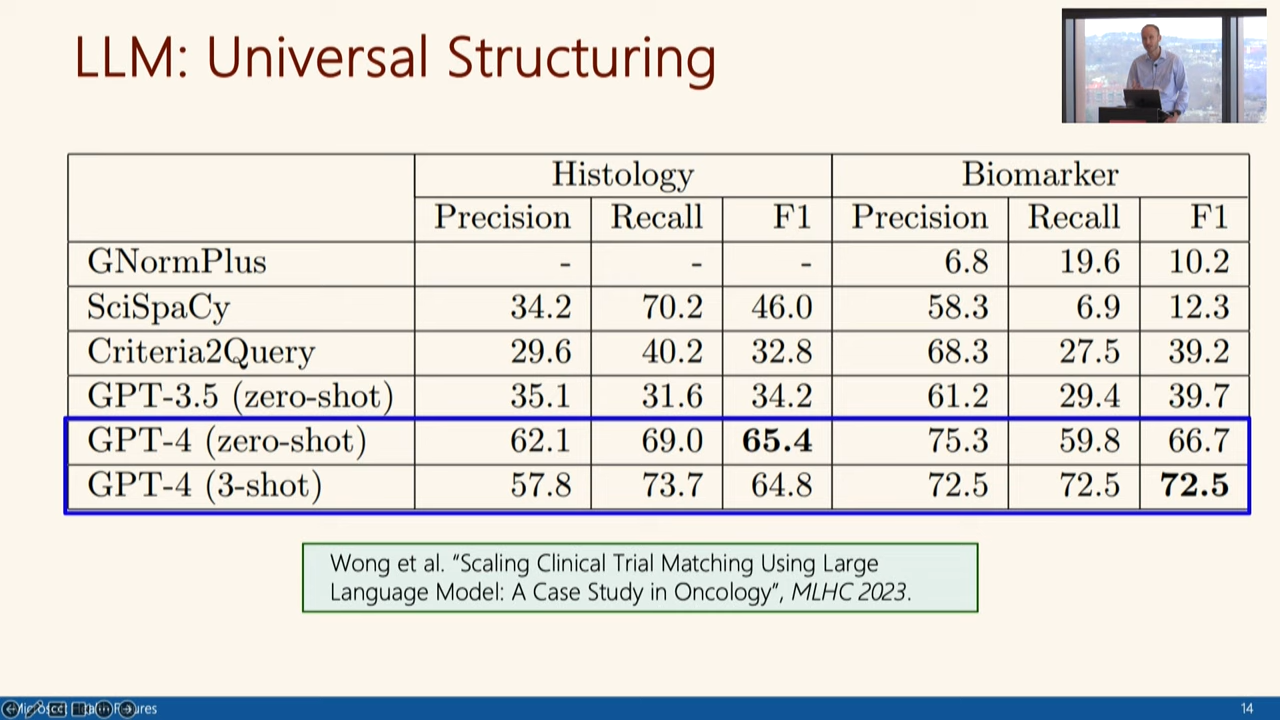 LLM: Universal Structuring
Histology Biomarker
Precision Recall F1 Precision Recall F1
GNormPlus - - - 6.8 19.6 10.2
SciSpaCy 34.2 70.2 46.0 58.3 6.9 12.3
Criteria2Query 29.6 40.2 32.8 68.3 27.5 39.2
GPT-3.5 (zero-shot) 35.1 31.6 34.2 61.2 29.4 39.7
GPT-4 (zero-shot) 62.1 69.0 65.4 75.3 59.8 66.7
GPT-4 (3-shot) 57.8 73.7 64.8 72.5 72.5 72.5
Wong et al. “Scaling Clinical Trial Matching Using Large
Language Model: A Case Study in Oncology”, MLHC 2023.
14